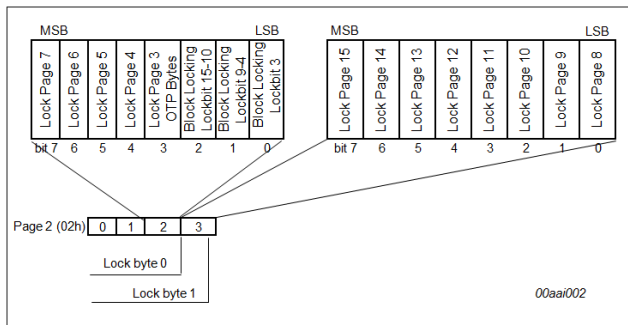 MSB LSB
Lock Page 7
Lock Page 6
Lock Page 5
Lock Page 4
Lock Page 3
OTP Bytes
Block Locking
Lockbit 15-10
Block Locking
Lockbit 9-4
Block Locking
Lockbit 3
bit 7 6 5 4 3 2 1 0
MSB LSB
Lock Page 15
Lock Page 14
Lock Page 13
Lock Page 12
Lock Page 11
Lock Page 10
Lock Page 9
Lock Page 8
bit 7 6 5 4 3 2 1 0
Page 2 (02h) 0 1 2 3
Lock byte 0
Lock byte 1
00aai002